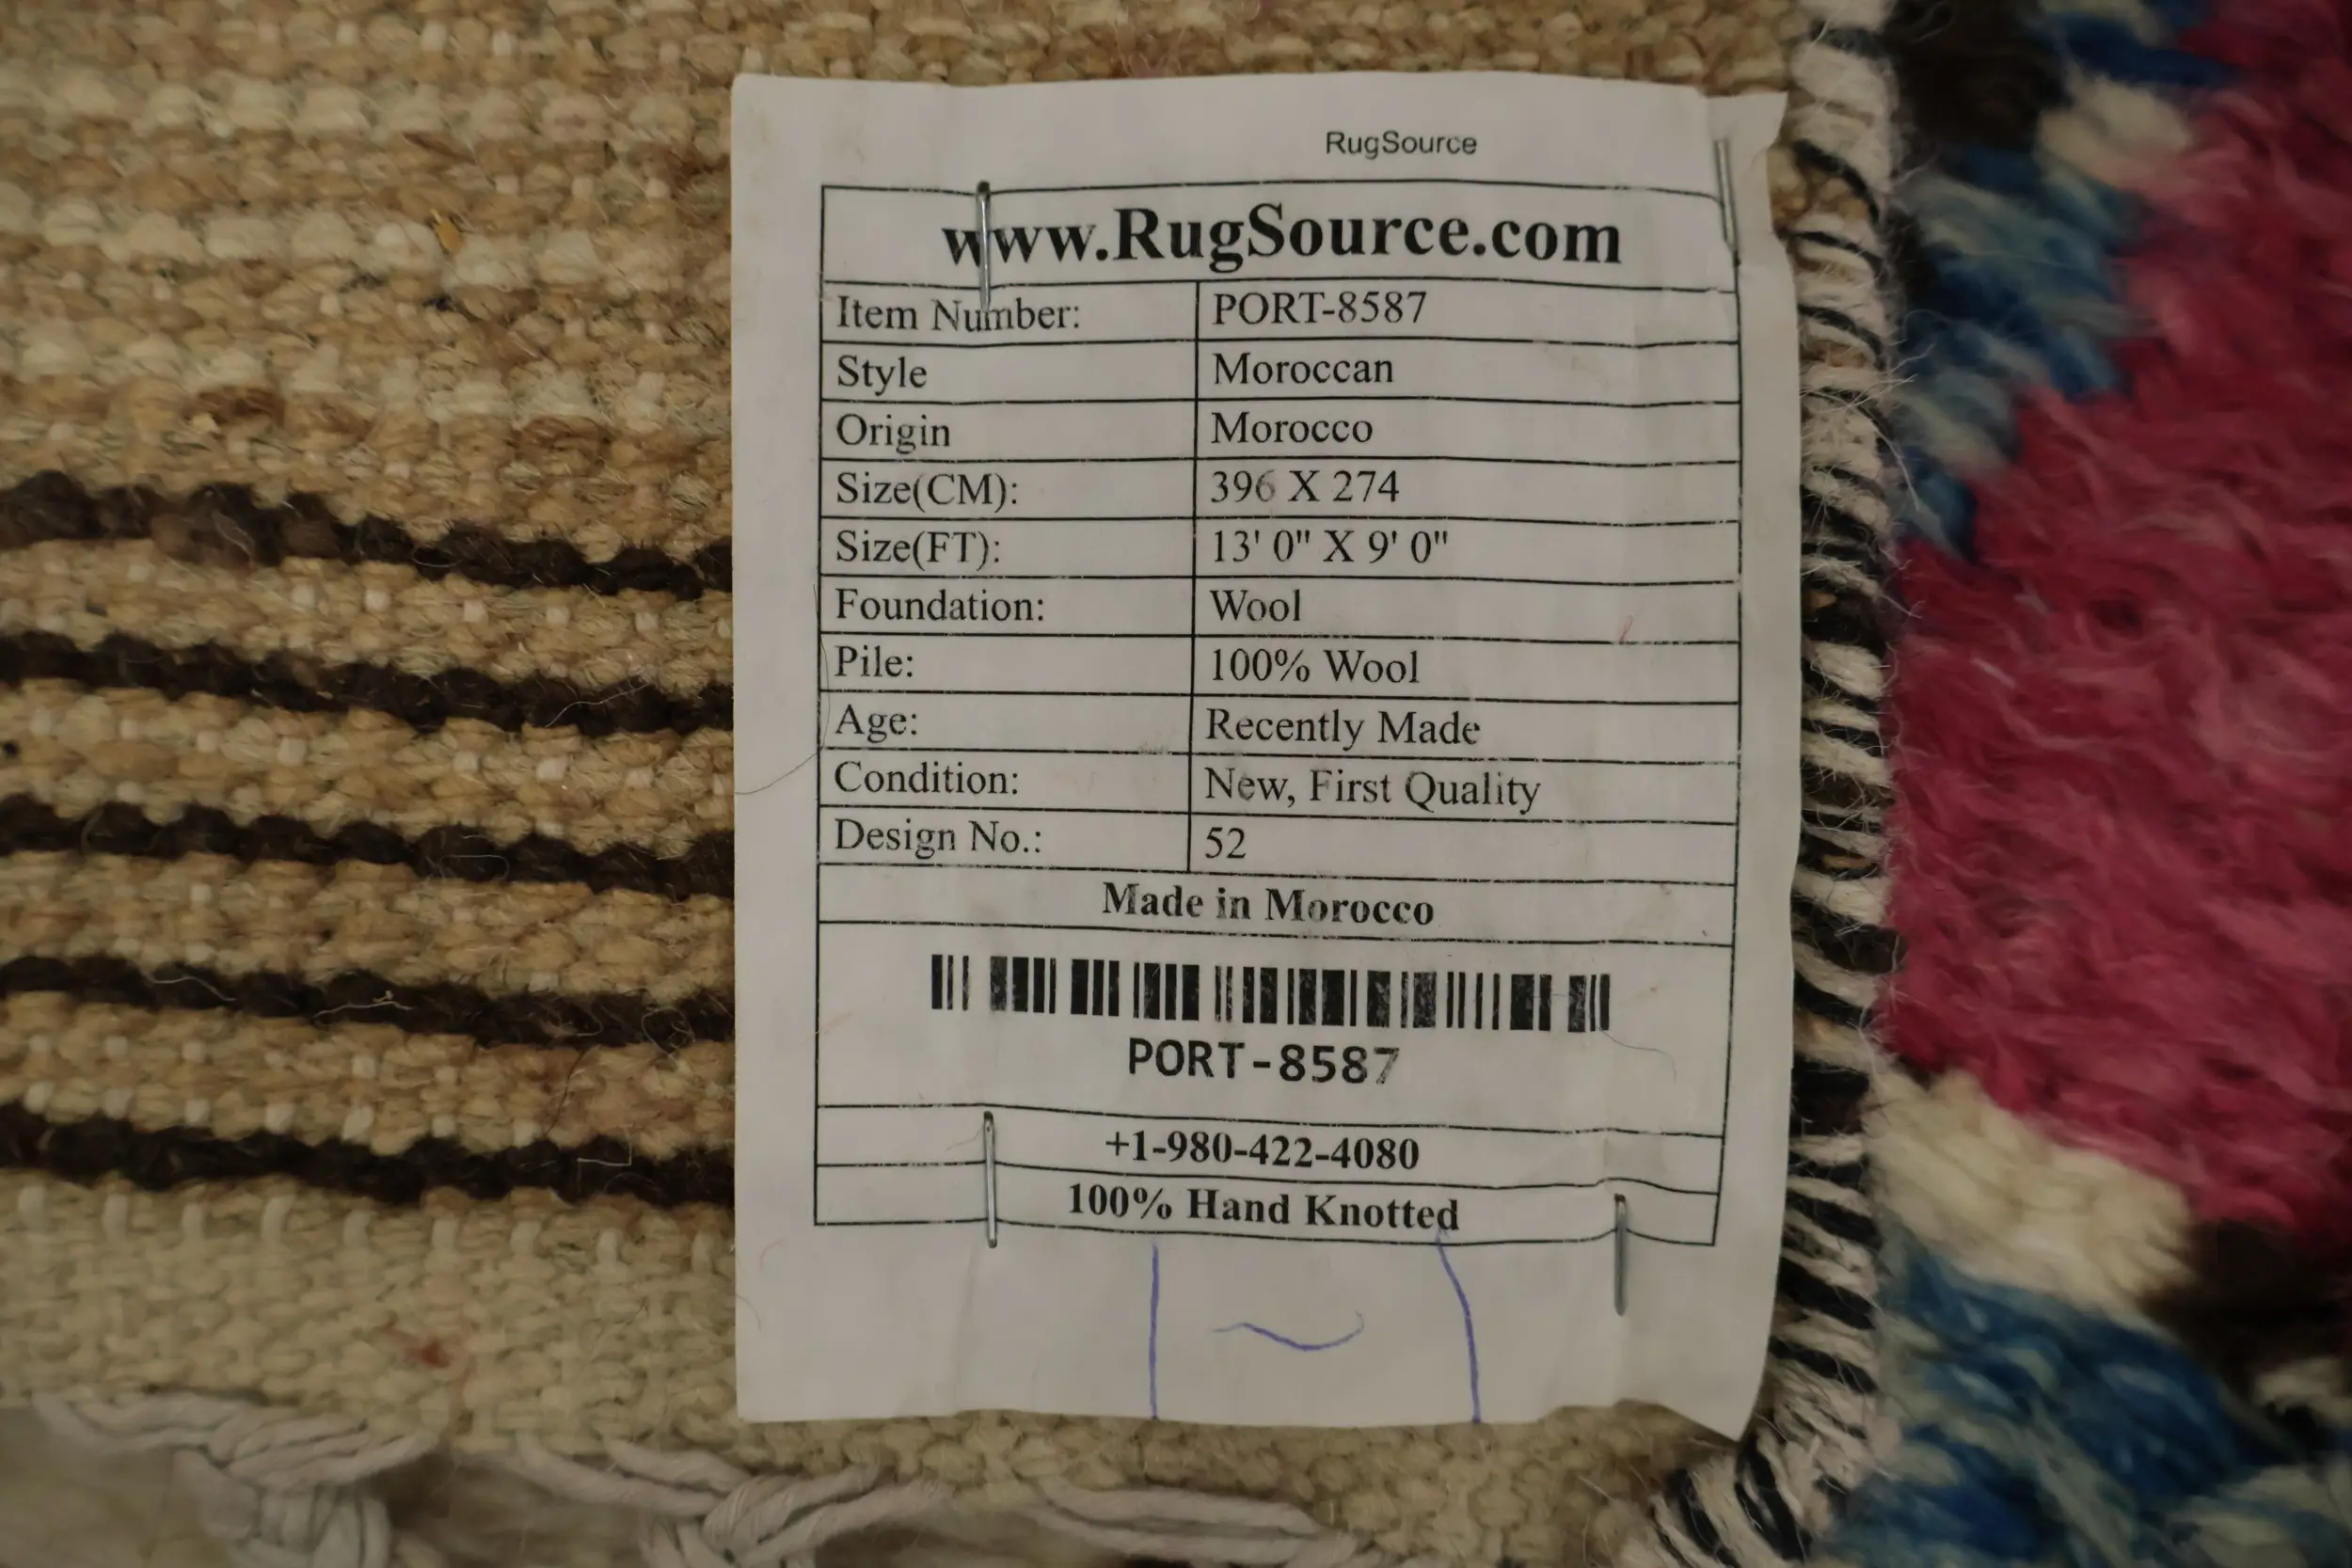 RugSource
www.RugSource.com
Item Number: PORT-8587
Style Moroccan
Origin Morocco
Size(CM): 396 X 274
Size(FT): 13' 0" X 9' 0"
Foundation: Wool
Pile: 100% Wool
Age: Recently Made
Condition: New, First Quality
Design No.: 52
Made in Morocco
PORT-8587
+1-980-422-4080
100% Hand Knotted